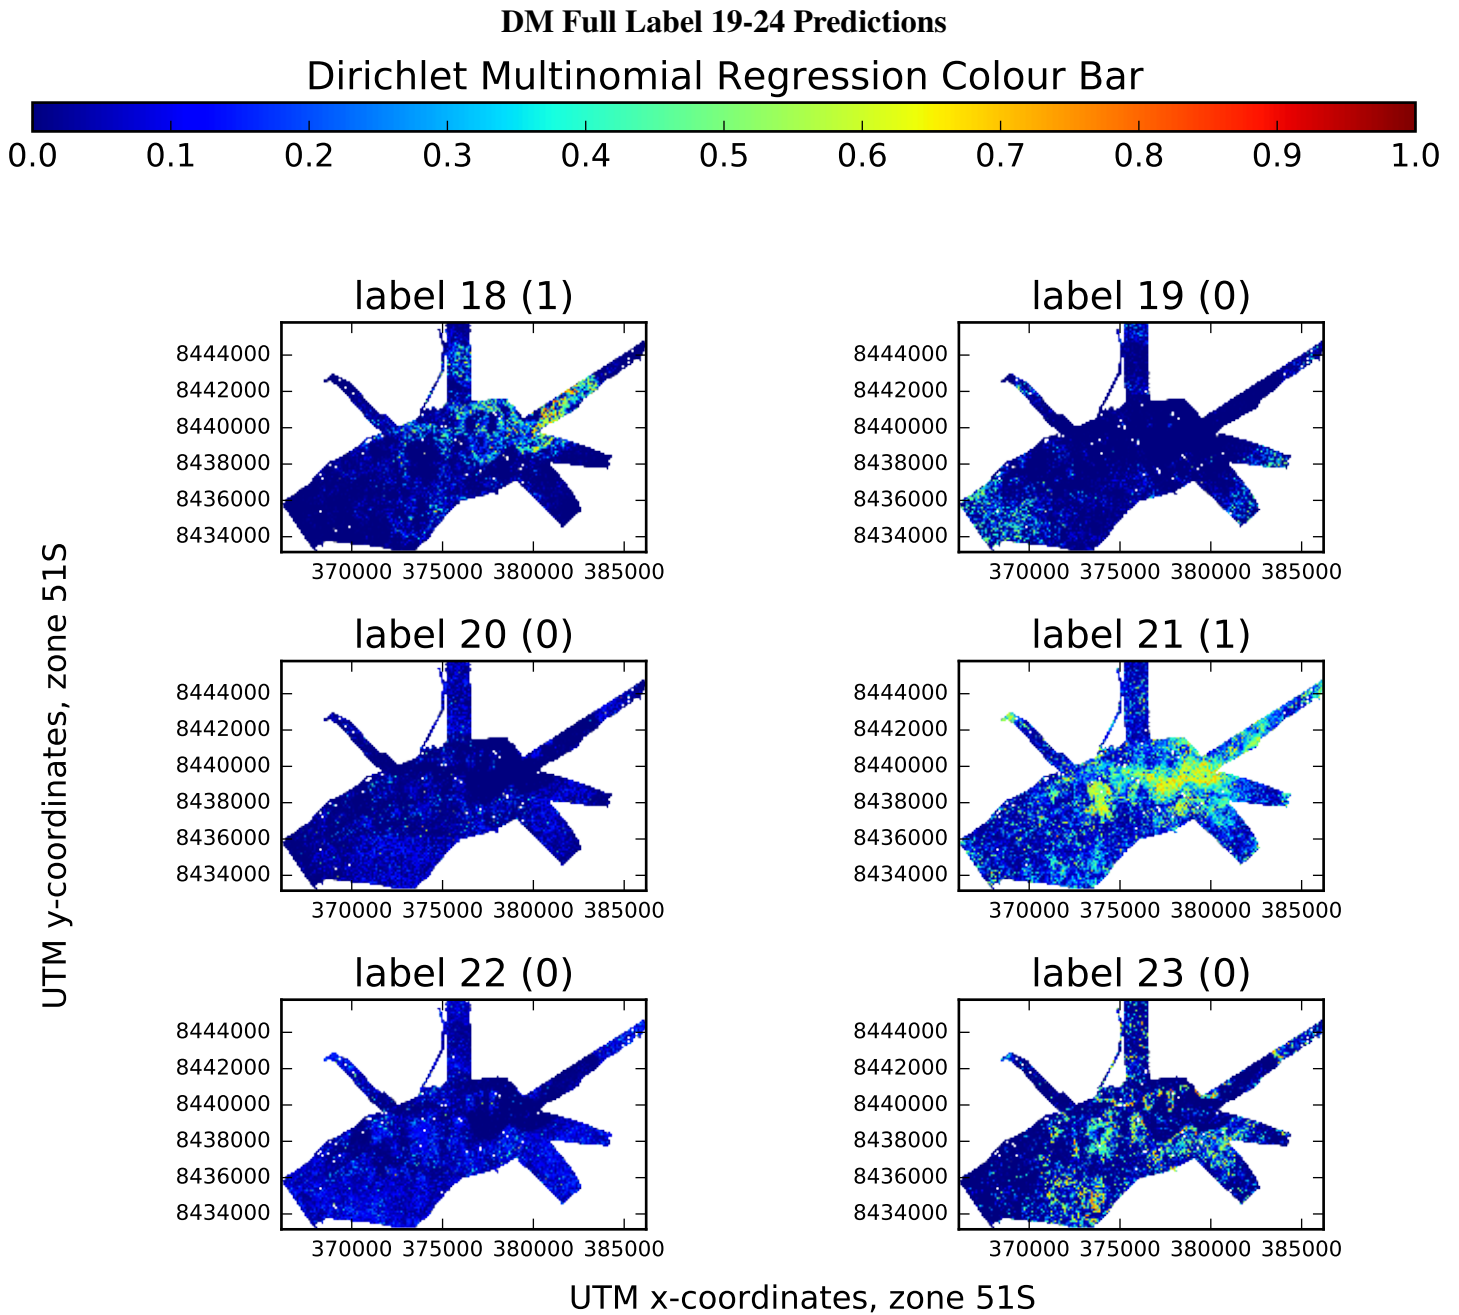 DM Full Label 19-24 Predictions
Dirichlet Multinomial Regression Colour Bar
0.0 0.1 0.2 0.3 0.4 0.5 0.6 0.7 0.8 0.9 1.0
label 18 (1)
8444000
8442000
8440000
8438000
8436000
8434000
370000 375000 380000 385000
label 19 (0)
8444000
8442000
8440000
8438000
8436000
8434000
370000 375000 380000 385000
label 20 (0)
8444000
8442000
8440000
8438000
8436000
8434000
370000 375000 380000 385000
label 21 (1)
8444000
8442000
8440000
8438000
8436000
8434000
370000 375000 380000 385000
label 22 (0)
8444000
8442000
8440000
8438000
8436000
8434000
370000 375000 380000 385000
label 23 (0)
8444000
8442000
8440000
8438000
8436000
8434000
370000 375000 380000 385000
UTM y-coordinates, zone 51S
UTM x-coordinates, zone 51S